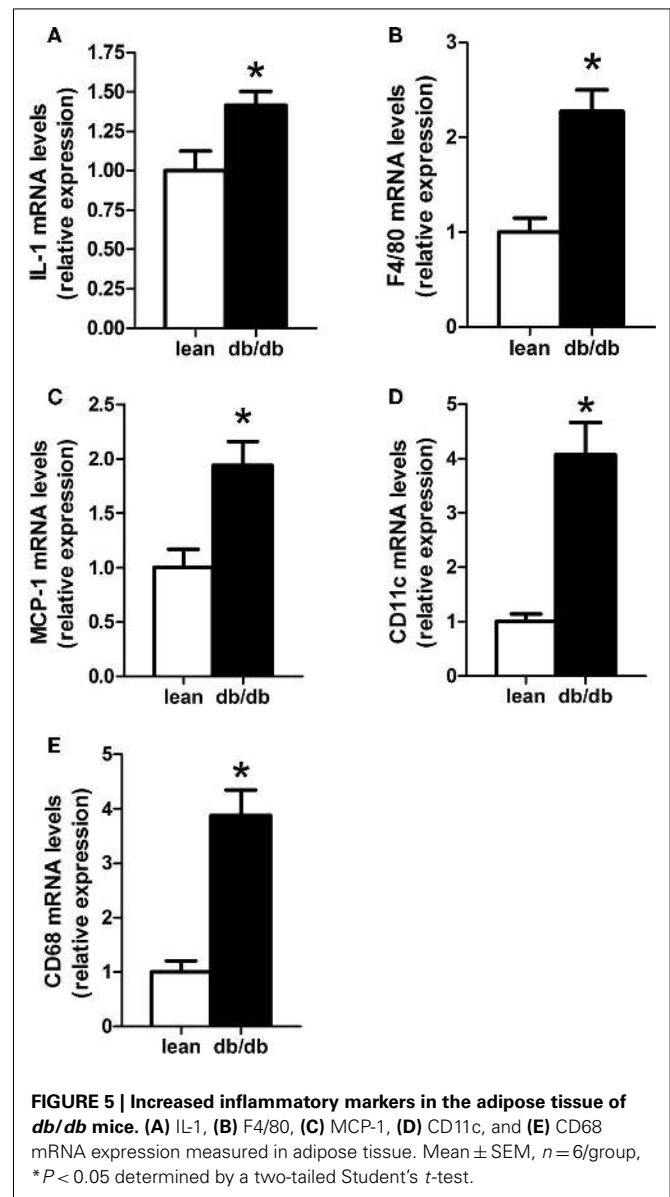 A
IL-1 mRNA levels
(relative expression)
1.75
1.50
1.25
1.00
0.75
0.50
0.25
0.00
*
lean db/db
B
F4/80 mRNA levels
(relative expression)
3
2
1
0
*
lean db/db
C
MCP-1 mRNA levels
(relative expression)
2.5
2.0
1.5
1.0
0.5
0.0
*
lean db/db
D
CD11c mRNA levels
(relative expression)
5
4
3
2
1
0
*
lean db/db
E
CD68 mRNA levels
(relative expression)
5
4
3
2
1
0
*
lean db/db
FIGURE 5 | Increased inflammatory markers in the adipose tissue of
db/db mice. (A) IL-1, (B) F4/80, (C) MCP-1, (D) CD11c, and (E) CD68
mRNA expression measured in adipose tissue. Mean ± SEM, n = 6/group,
*P < 0.05 determined by a two-tailed Student's t-test.